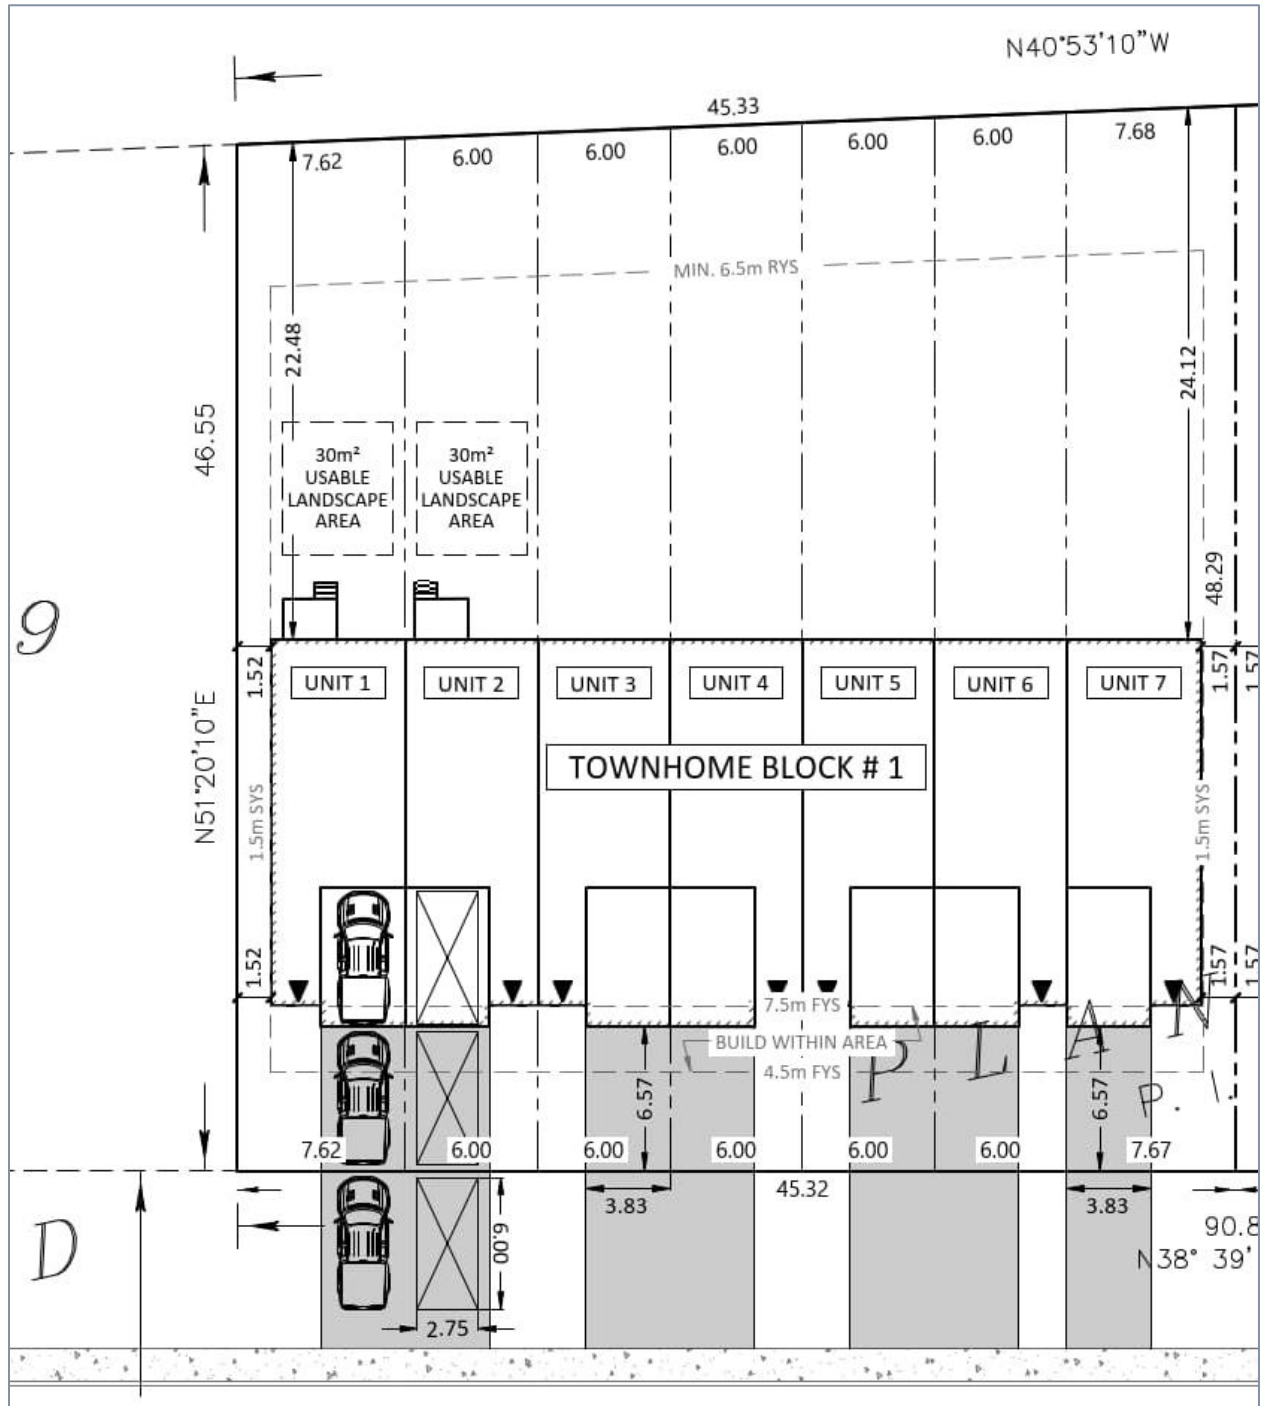 N40°53'10"W
45.33
7.62
6.00
6.00
6.00
6.00
6.00
7.68
MIN. 6.5m RYS
22.48
24.12
46.55
30m²
USABLE
LANDSCAPE
AREA
30m²
USABLE
LANDSCAPE
AREA
48.29
9
1.52
UNIT 1
UNIT 2
UNIT 3
UNIT 4
UNIT 5
UNIT 6
UNIT 7
1.57
1.57
N51°20'10"E
TOWNHOME BLOCK # 1
1.5m SYS
1.5m SYS
1.52
1.57
1.57
7.5m FYS
BUILD WITHIN AREA
4.5m FYS
P L A N
6.57
6.57
P. I.
7.62
6.00
6.00
6.00
6.00
6.00
7.67
3.83
45.32
3.83
D
6.00
90.8
N38° 39'
2.75